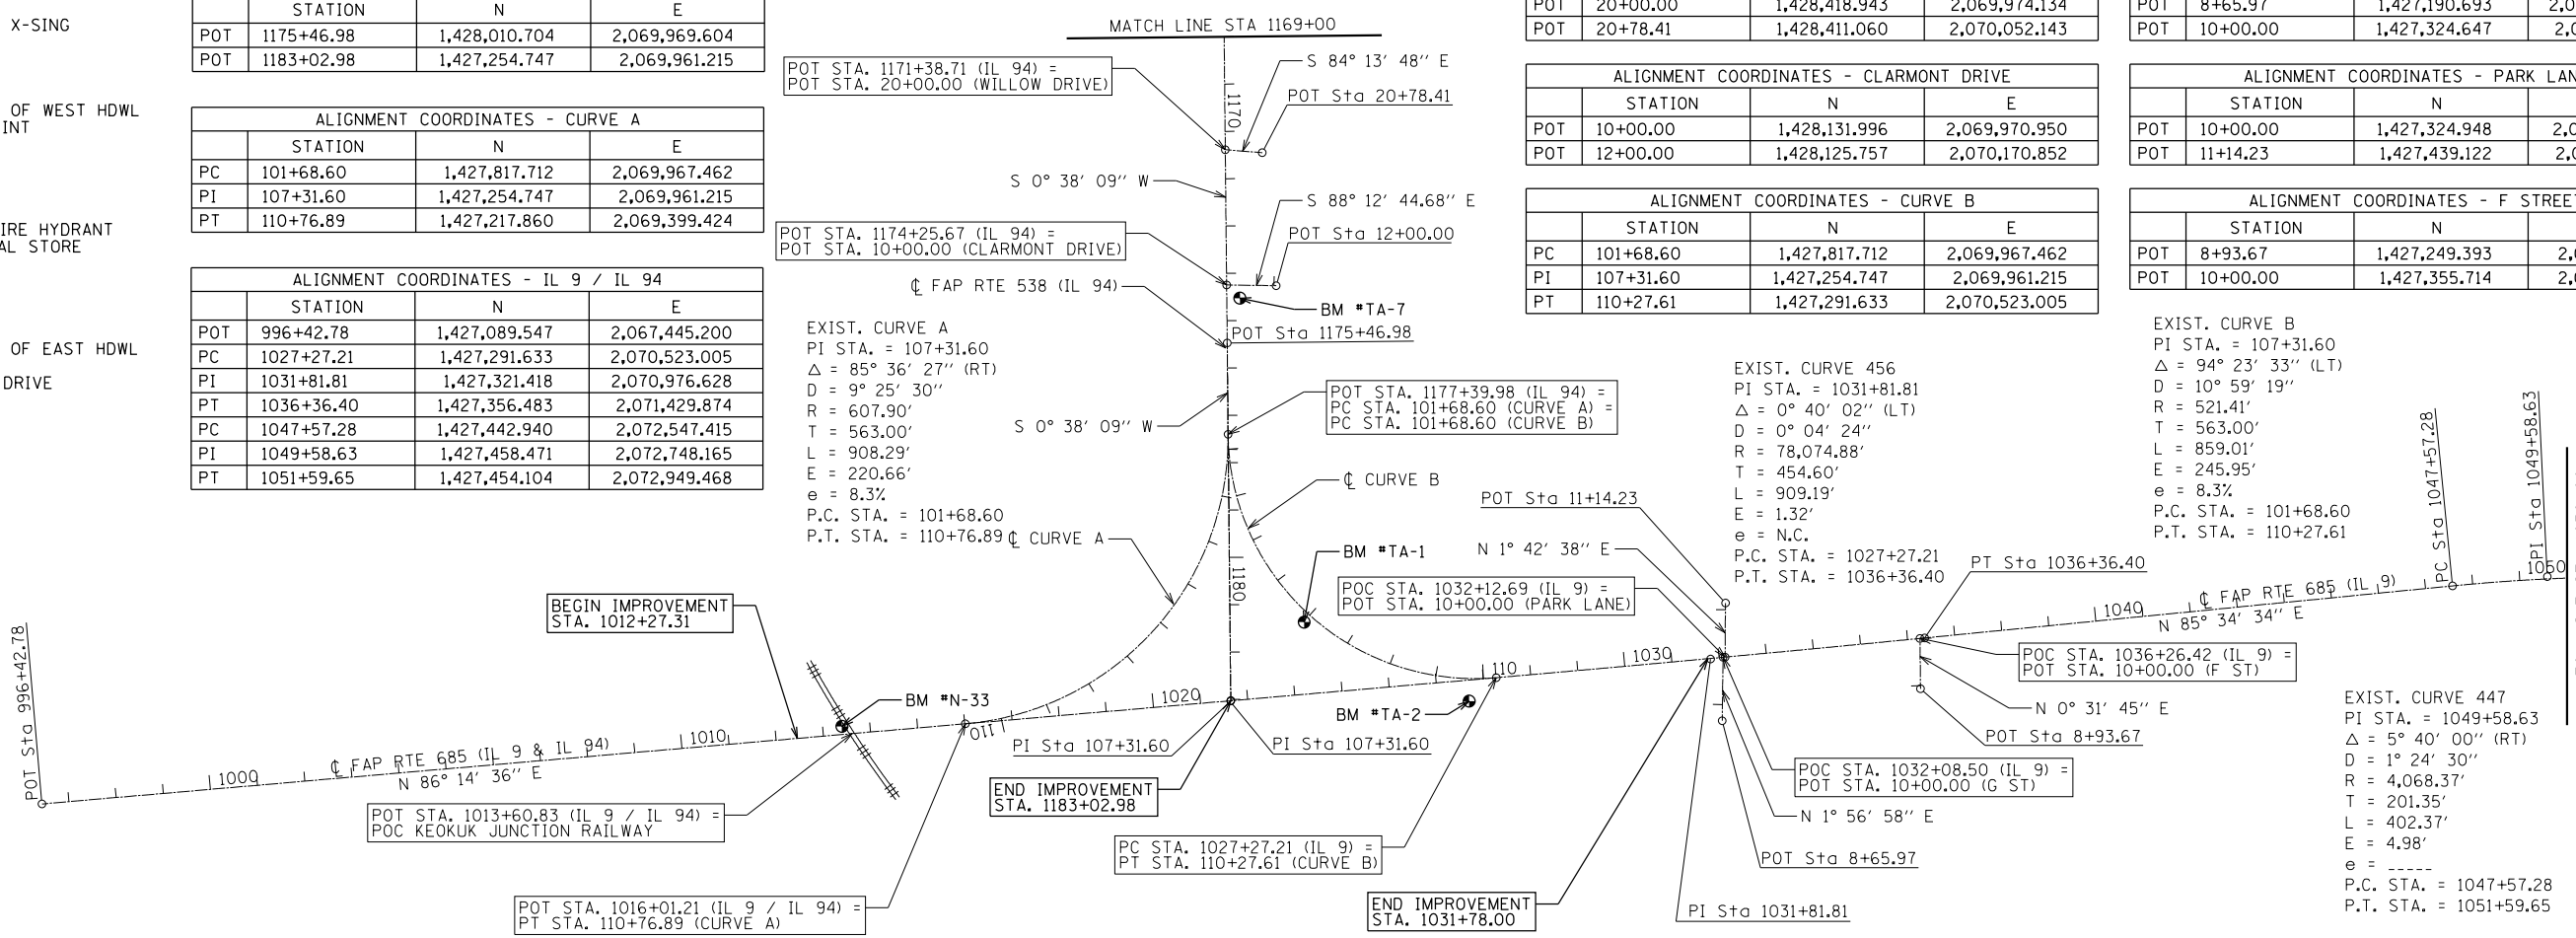 X-SING
OF WEST HDWL
INT
IRE HYDRANT
AL STORE
OF EAST HDWL
DRIVE
STATION N E
POT 1175+46.98 1,428,010.704 2,069,969.604
POT 1183+02.98 1,427,254.747 2,069,961.215
ALIGNMENT COORDINATES - CURVE A
STATION N E
PC 101+68.60 1,427,817.712 2,069,967.462
PI 107+31.60 1,427,254.747 2,069,961.215
PT 110+76.89 1,427,217.860 2,069,399.424
ALIGNMENT COORDINATES - IL 9 / IL 94
STATION N E
POT 996+42.78 1,427,089.547 2,067,445.200
PC 1027+27.21 1,427,291.633 2,070,523.005
PI 1031+81.81 1,427,321.418 2,070,976.628
PT 1036+36.40 1,427,356.483 2,071,429.874
PC 1047+57.28 1,427,442.940 2,072,547.415
PI 1049+58.63 1,427,458.471 2,072,748.165
PT 1051+59.65 1,427,454.104 2,072,949.468
MATCH LINE STA 1169+00
POT STA. 1171+38.71 (IL 94) =
POT STA. 20+00.00 (WILLOW DRIVE)
S 84° 13' 48" E
POT Sta 20+78.41
1170
S 0° 38' 09" W
S 88° 12' 44.68" E
POT STA. 1174+25.67 (IL 94) =
POT STA. 10+00.00 (CLARMONT DRIVE)
POT Sta 12+00.00
℄ FAP RTE 538 (IL 94)
BM #TA-7
POT Sta 1175+46.98
EXIST. CURVE A
PI STA. = 107+31.60
Δ = 85° 36' 27" (RT)
D = 9° 25' 30"
R = 607.90'
T = 563.00'
L = 908.29'
E = 220.66'
e = 8.3%
P.C. STA. = 101+68.60
P.T. STA. = 110+76.89
S 0° 38' 09" W
POT STA. 1177+39.98 (IL 94) =
PC STA. 101+68.60 (CURVE A) =
PC STA. 101+68.60 (CURVE B)
℄ CURVE B
℄ CURVE A
1180
BM #TA-1
POT 20+00.00 1,428,418.943 2,069,974.134
POT 20+78.41 1,428,411.060 2,070,052.143
ALIGNMENT COORDINATES - CLARMONT DRIVE
STATION N E
POT 10+00.00 1,428,131.996 2,069,970.950
POT 12+00.00 1,428,125.757 2,070,170.852
ALIGNMENT COORDINATES - CURVE B
STATION N E
PC 101+68.60 1,427,817.712 2,069,967.462
PI 107+31.60 1,427,254.747 2,069,961.215
PT 110+27.61 1,427,291.633 2,070,523.005
POT 8+65.97 1,427,190.693 2,0
POT 10+00.00 1,427,324.647 2,0
ALIGNMENT COORDINATES - PARK LAN
STATION N
POT 10+00.00 1,427,324.948 2,0
POT 11+14.23 1,427,439.122 2,0
ALIGNMENT COORDINATES - F STREET
STATION N
POT 8+93.67 1,427,249.393 2,0
POT 10+00.00 1,427,355.714 2,0
EXIST. CURVE 456
PI STA. = 1031+81.81
Δ = 0° 40' 02" (LT)
D = 0° 04' 24"
R = 78,074.88'
T = 454.60'
L = 909.19'
E = 1.32'
e = N.C.
P.C. STA. = 1027+27.21
P.T. STA. = 1036+36.40
EXIST. CURVE B
PI STA. = 107+31.60
Δ = 94° 23' 33" (LT)
D = 10° 59' 19"
R = 521.41'
T = 563.00'
L = 859.01'
E = 245.95'
e = 8.3%
P.C. STA. = 101+68.60
P.T. STA. = 110+27.61
PC Sta 1047+57.28
PI Sta 1049+58.63
POT Sta 11+14.23
N 1° 42' 38" E
POC STA. 1032+12.69 (IL 9) =
POT STA. 10+00.00 (PARK LANE)
PT Sta 1036+36.40
1050
℄ FAP RTE 685 (IL 9)
N 85° 34' 34" E
1040
1030
110
POC STA. 1036+26.42 (IL 9) =
POT STA. 10+00.00 (F ST)
N 0° 31' 45" E
POT Sta 8+93.67
BEGIN IMPROVEMENT
STA. 1012+27.31
POT Sta 996+42.78
BM #N-33
1020
110
1010
1000
℄ FAP RTE 685 (IL 9 & IL 94)
N 86° 14' 36" E
PI Sta 107+31.60
PI Sta 107+31.60
BM #TA-2
END IMPROVEMENT
STA. 1183+02.98
POT STA. 1013+60.83 (IL 9 / IL 94) =
POC KEOKUK JUNCTION RAILWAY
POC STA. 1032+08.50 (IL 9) =
POT STA. 10+00.00 (G ST)
N 1° 56' 58" E
POT Sta 8+65.97
PC STA. 1027+27.21 (IL 9) =
PT STA. 110+27.61 (CURVE B)
POT STA. 1016+01.21 (IL 9 / IL 94) =
PT STA. 110+76.89 (CURVE A)
END IMPROVEMENT
STA. 1031+78.00
PI Sta 1031+81.81
EXIST. CURVE 447
PI STA. = 1049+58.63
Δ = 5° 40' 00" (RT)
D = 1° 24' 30"
R = 4,068.37'
T = 201.35'
L = 402.37'
E = 4.98'
e = -----
P.C. STA. = 1047+57.28
P.T. STA. = 1051+59.65